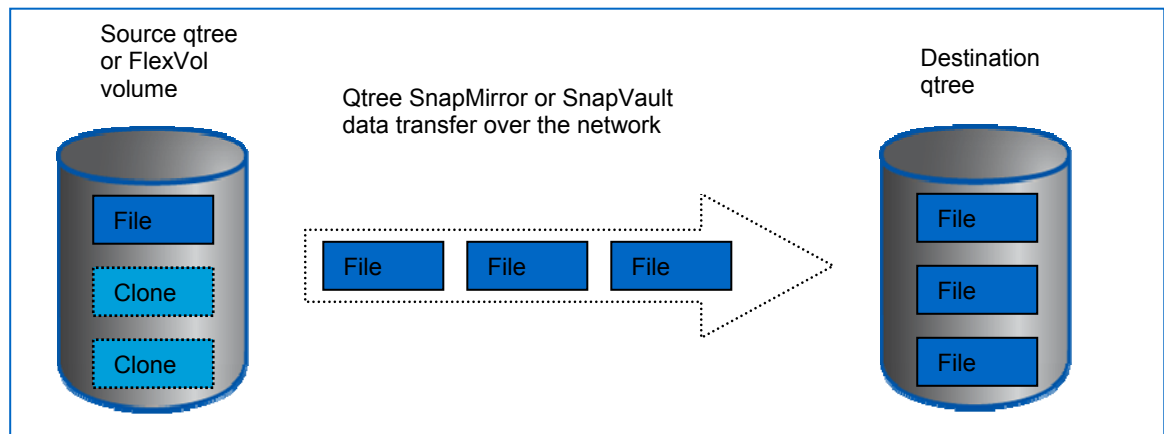 Source qtree
or FlexVol
volume
Qtree SnapMirror or SnapVault
data transfer over the network
Destination
qtree
File
Clone
Clone
File
File
File
File
File
File